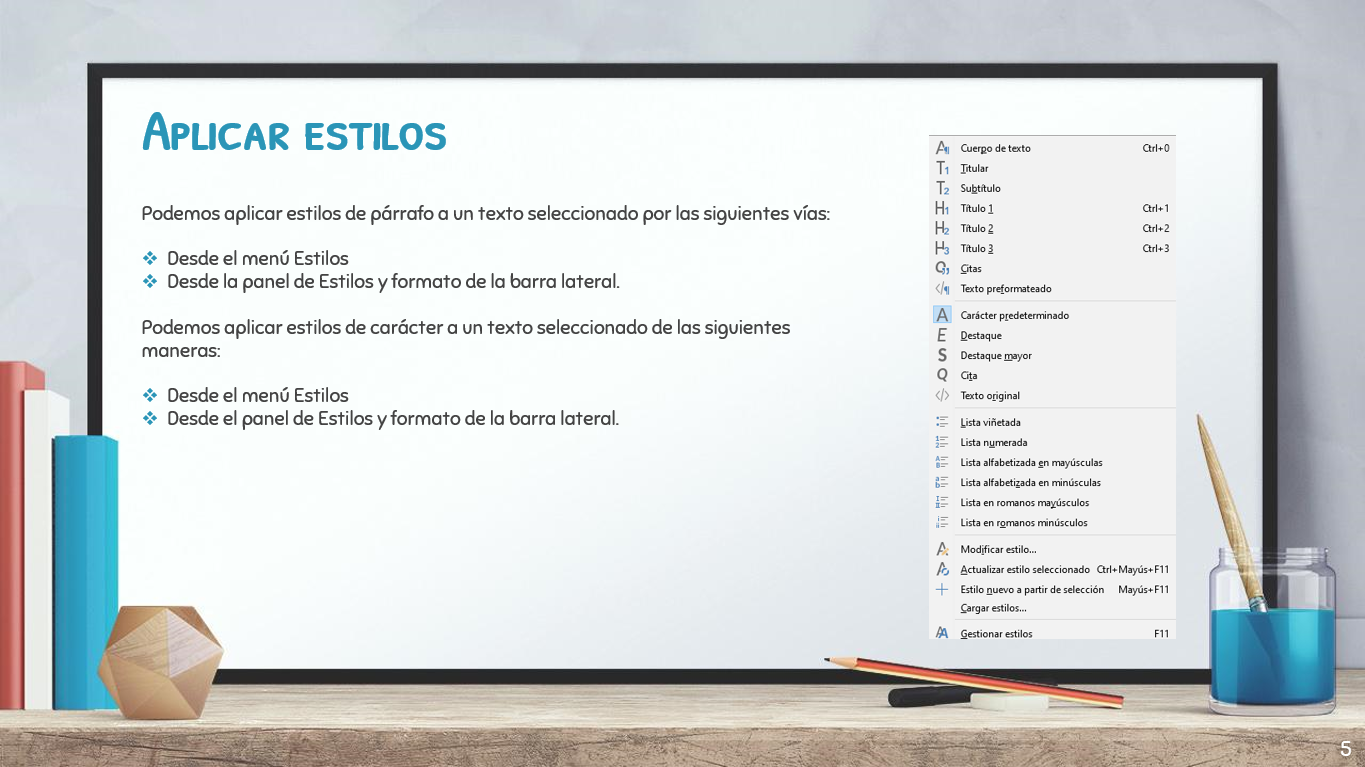 Aplicar estilos
Podemos aplicar estilos de párrafo a un texto seleccionado por las siguientes vías:
❖ Desde el menú Estilos
❖ Desde la panel de Estilos y formato de la barra lateral.
Podemos aplicar estilos de carácter a un texto seleccionado de las siguientes
maneras:
❖ Desde el menú Estilos
❖ Desde el panel de Estilos y formato de la barra lateral.
Cuerpo de texto Ctrl+0
Titular
Subtítulo
Título 1 Ctrl+1
Título 2 Ctrl+2
Título 3 Ctrl+3
Citas
Texto preformateado
Carácter predeterminado
Destaque
Destaque mayor
Cita
Texto original
Lista viñetada
Lista numerada
Lista alfabetizada en mayúsculas
Lista alfabetizada en minúsculas
Lista en romanos mayúsculos
Lista en romanos minúsculos
Modificar estilo...
Actualizar estilo seleccionado Ctrl+Mayús+F11
Estilo nuevo a partir de selección Mayús+F11
Cargar estilos...
Gestionar estilos F11
5